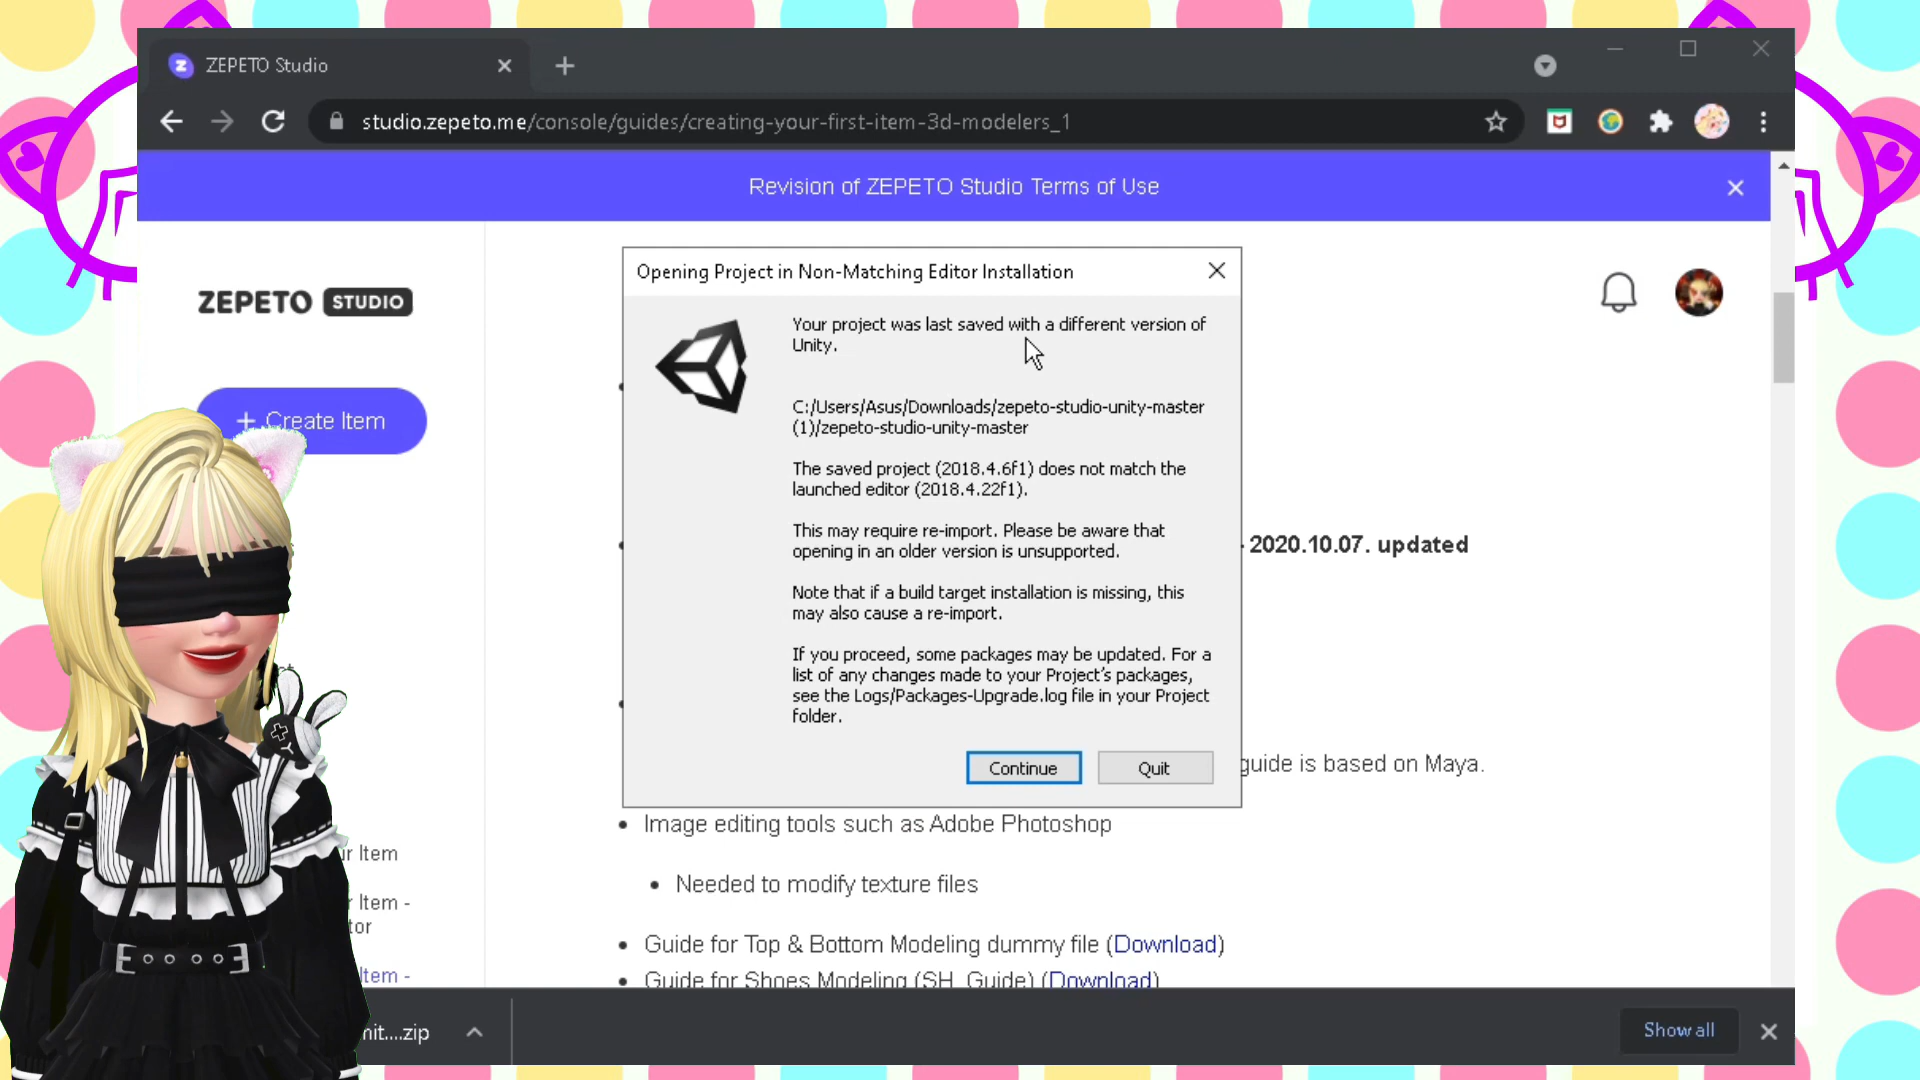 ZEPETO Studio
studio.zepeto.me/console/guides/creating-your-first-item-3d-modelers_1
Revision of ZEPETO Studio Terms of Use
ZEPETO STUDIO
+ Create Item
Opening Project in Non-Matching Editor Installation
Your project was last saved with a different version of
Unity.
C:/Users/Asus/Downloads/zepeto-studio-unity-master
(1)/zepeto-studio-unity-master
The saved project (2018.4.6f1) does not match the
launched editor (2018.4.22f1).
This may require re-import. Please be aware that
opening in an older version is unsupported.
Note that if a build target installation is missing, this
may also cause a re-import.
If you proceed, some packages may be updated. For a
list of any changes made to your Project's packages,
see the Logs/Packages-Upgrade.log file in your Project
folder.
Continue
Quit
2020.10.07. updated
guide is based on Maya.
Image editing tools such as Adobe Photoshop
Needed to modify texture files
Guide for Top & Bottom Modeling dummy file (Download)
Guide for Shoes Modeling (SH_Guide) (Download)
Item
Item -
Item -
....zip
Show all